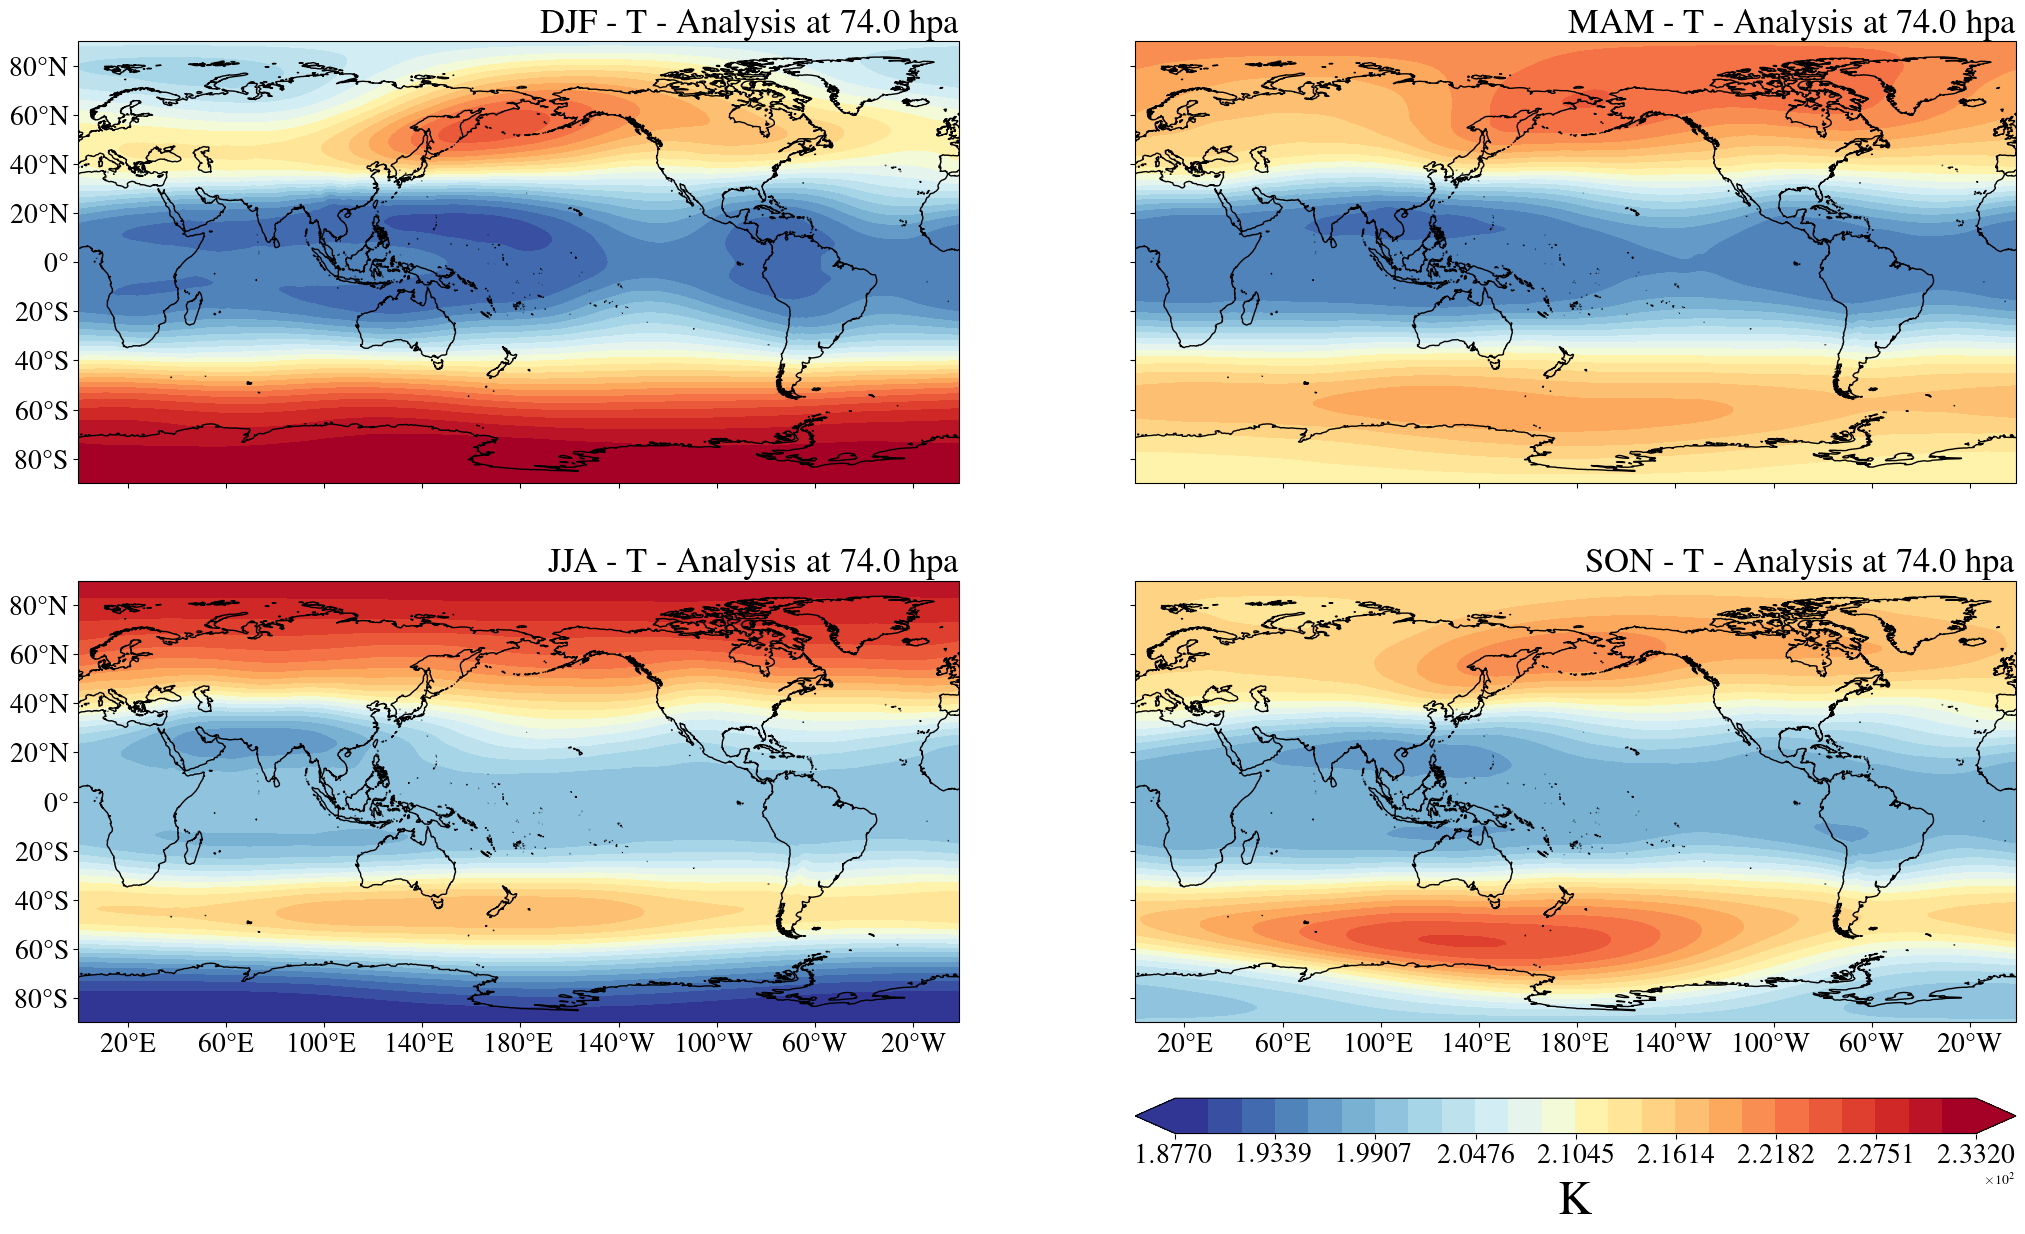 DJF - T - Analysis at 74.0 hpa
MAM - T - Analysis at 74.0 hpa
80°N
60°N
40°N
20°N
0°
20°S
40°S
60°S
80°S
JJA - T - Analysis at 74.0 hpa
SON - T - Analysis at 74.0 hpa
80°N
60°N
40°N
20°N
0°
20°S
40°S
60°S
80°S
20°E 60°E 100°E 140°E 180°E 140°W 100°W 60°W 20°W
20°E 60°E 100°E 140°E 180°E 140°W 100°W 60°W 20°W
1.8770 1.9339 1.9907 2.0476 2.1045 2.1614 2.2182 2.2751 2.3320
×10²
K